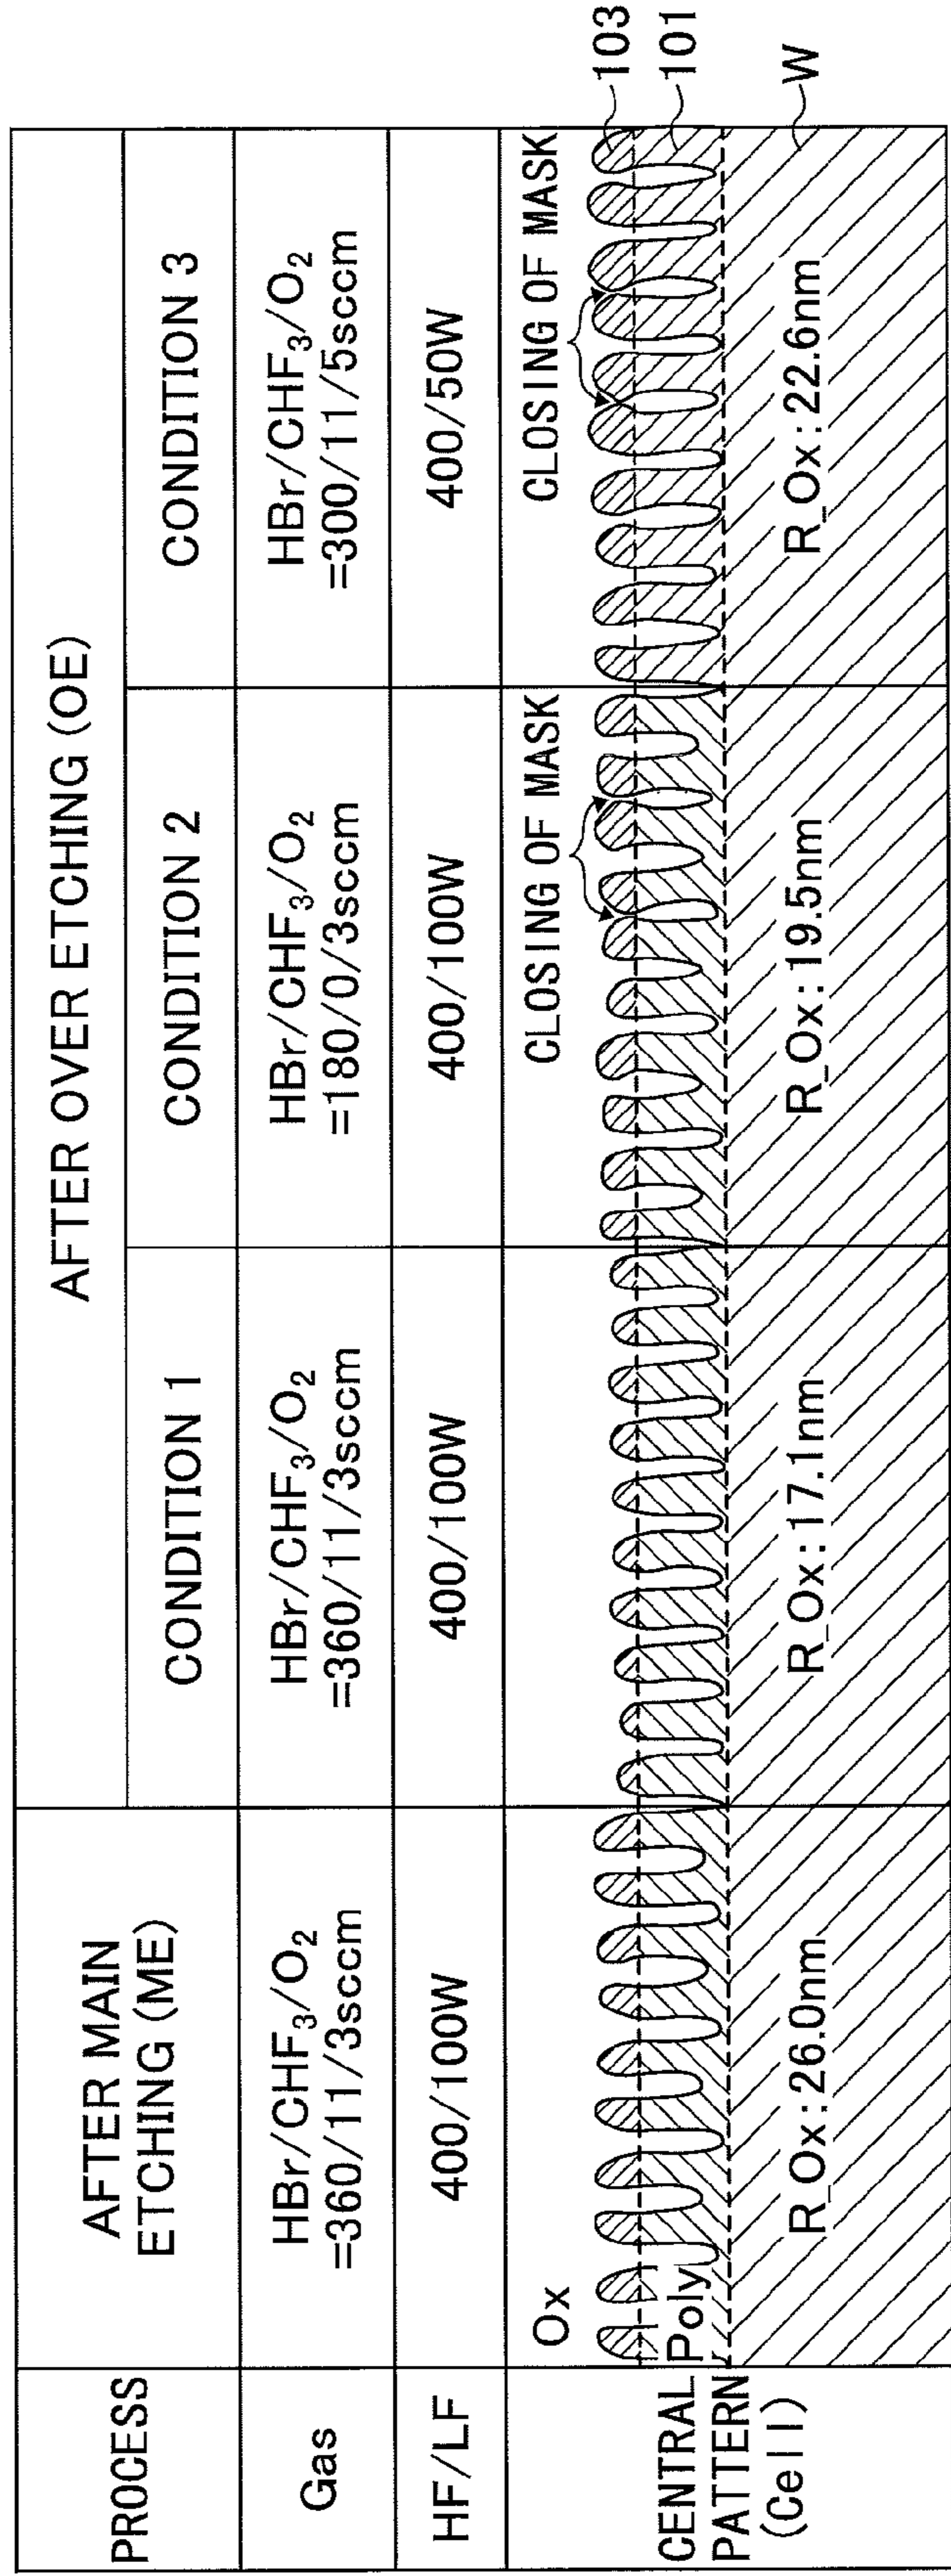 PROCESS
AFTER MAIN
ETCHING (ME)
AFTER OVER ETCHING (OE)
CONDITION 1
CONDITION 2
CONDITION 3
Gas
HBr/CHF₃/O₂
=360/11/3sccm
HBr/CHF₃/O₂
=360/11/3sccm
HBr/CHF₃/O₂
=180/0/3sccm
HBr/CHF₃/O₂
=300/11/5sccm
HF/LF
400/100W
400/100W
400/100W
400/50W
CENTRAL
PATTERN
(Cell)
Ox
Poly
R_Ox:26.0nm
R_Ox:17.1nm
CLOSING OF MASK
R_Ox:19.5nm
CLOSING OF MASK
R_Ox:22.6nm
103
101
W